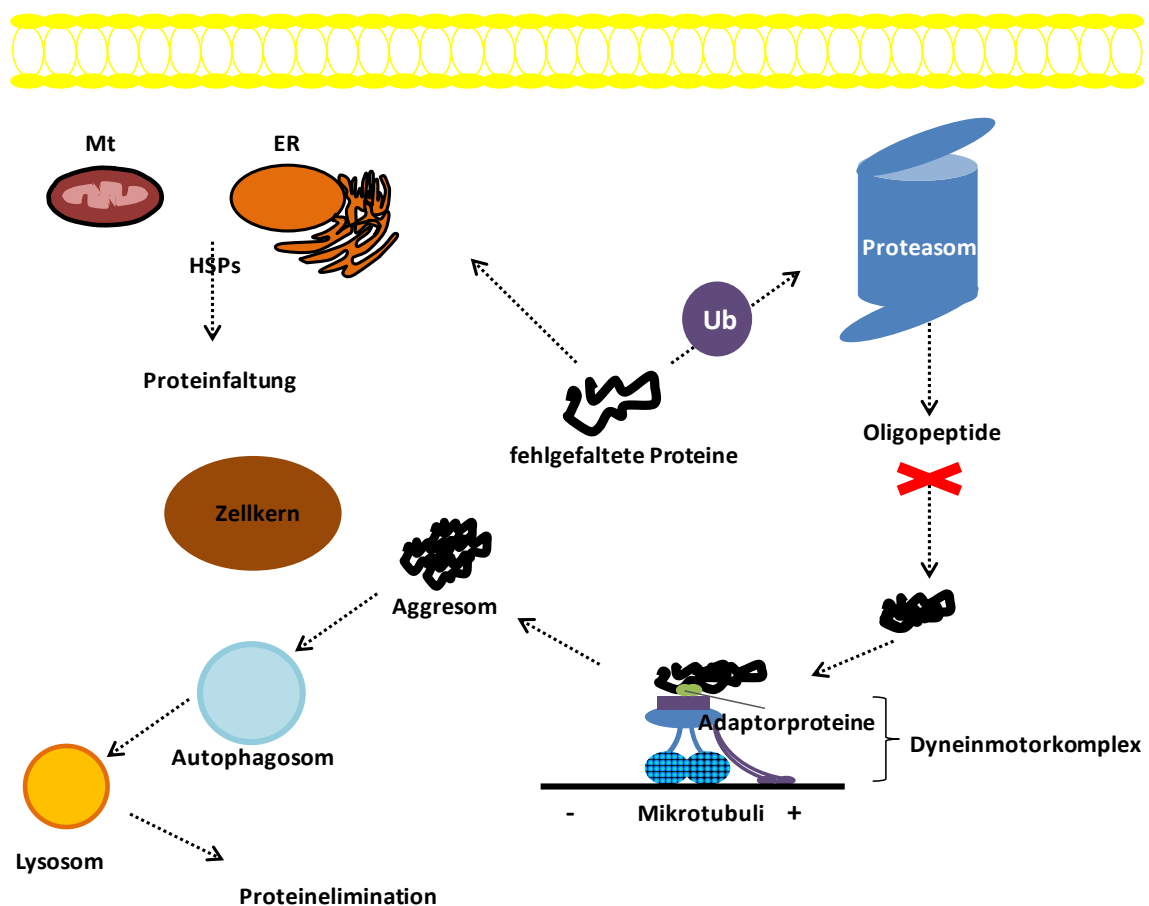 Mt
ER
HSPs
Proteasom
Ub
Proteinfaltung
Oligopeptide
fehlgefaltete Proteine
Zellkern
Aggresom
Adaptorproteine
Dyneinmotorkomplex
Autophagosom
- Mikrotubuli +
Lysosom
Proteinelimination